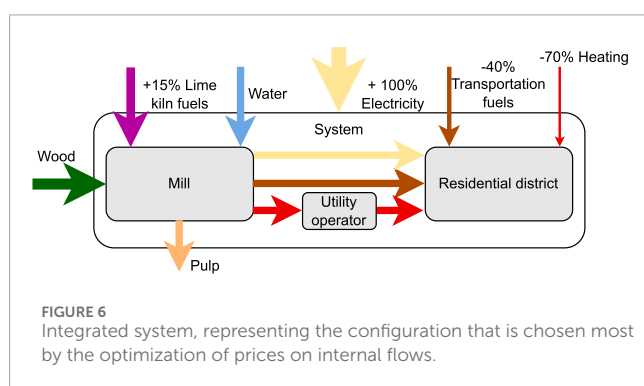 +15% Lime
kiln fuels
Water
+ 100%
Electricity
-40%
Transportation
fuels
-70% Heating
System
Wood
Mill
Utility
operator
Residential district
Pulp
FIGURE 6
Integrated system, representing the configuration that is chosen most
by the optimization of prices on internal flows.